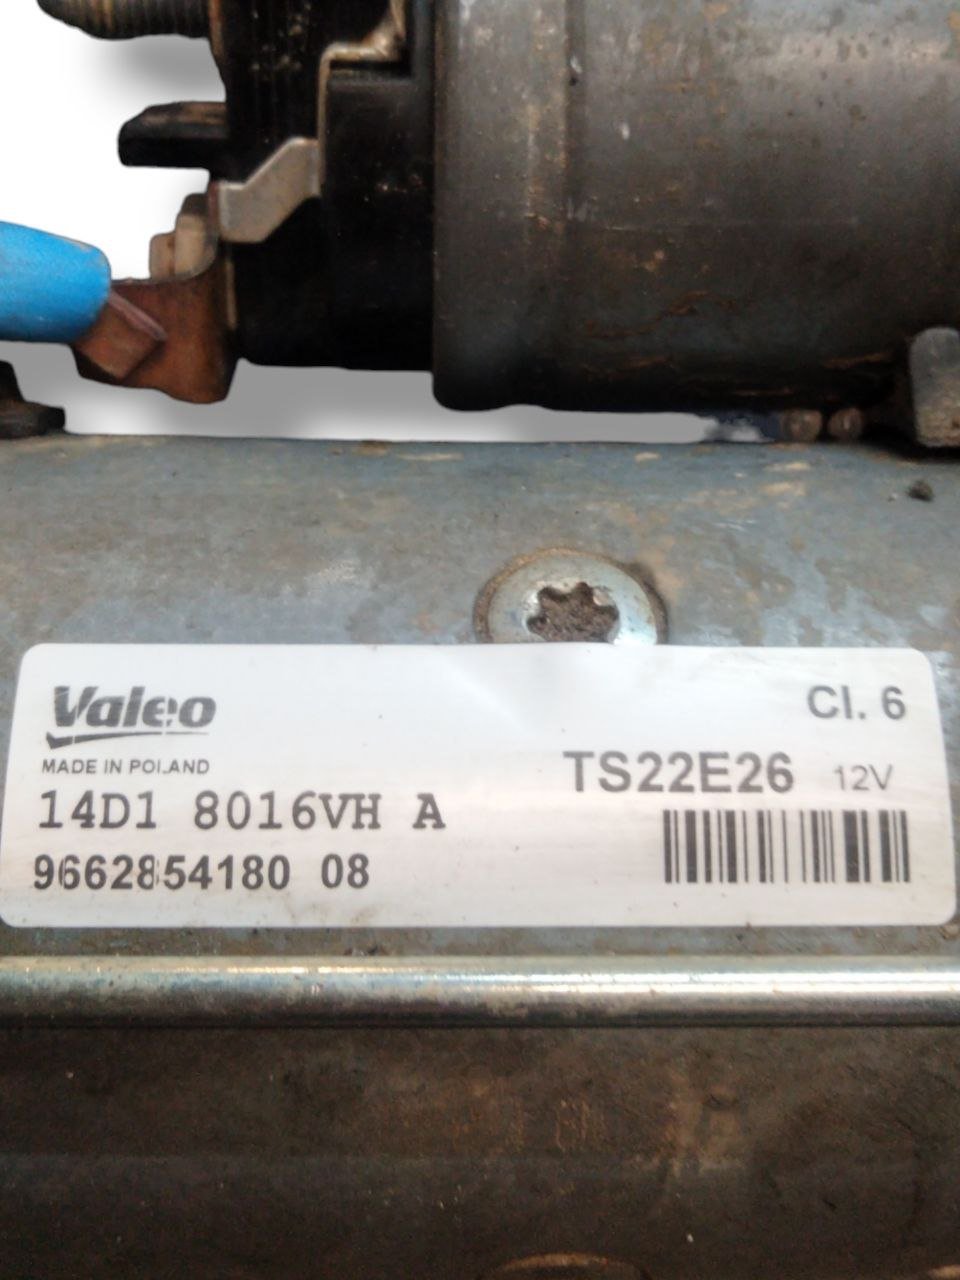 Valeo
Cl. 6
MADE IN POLAND
TS22E26 12V
14D1 8016VH A
9662854180 08